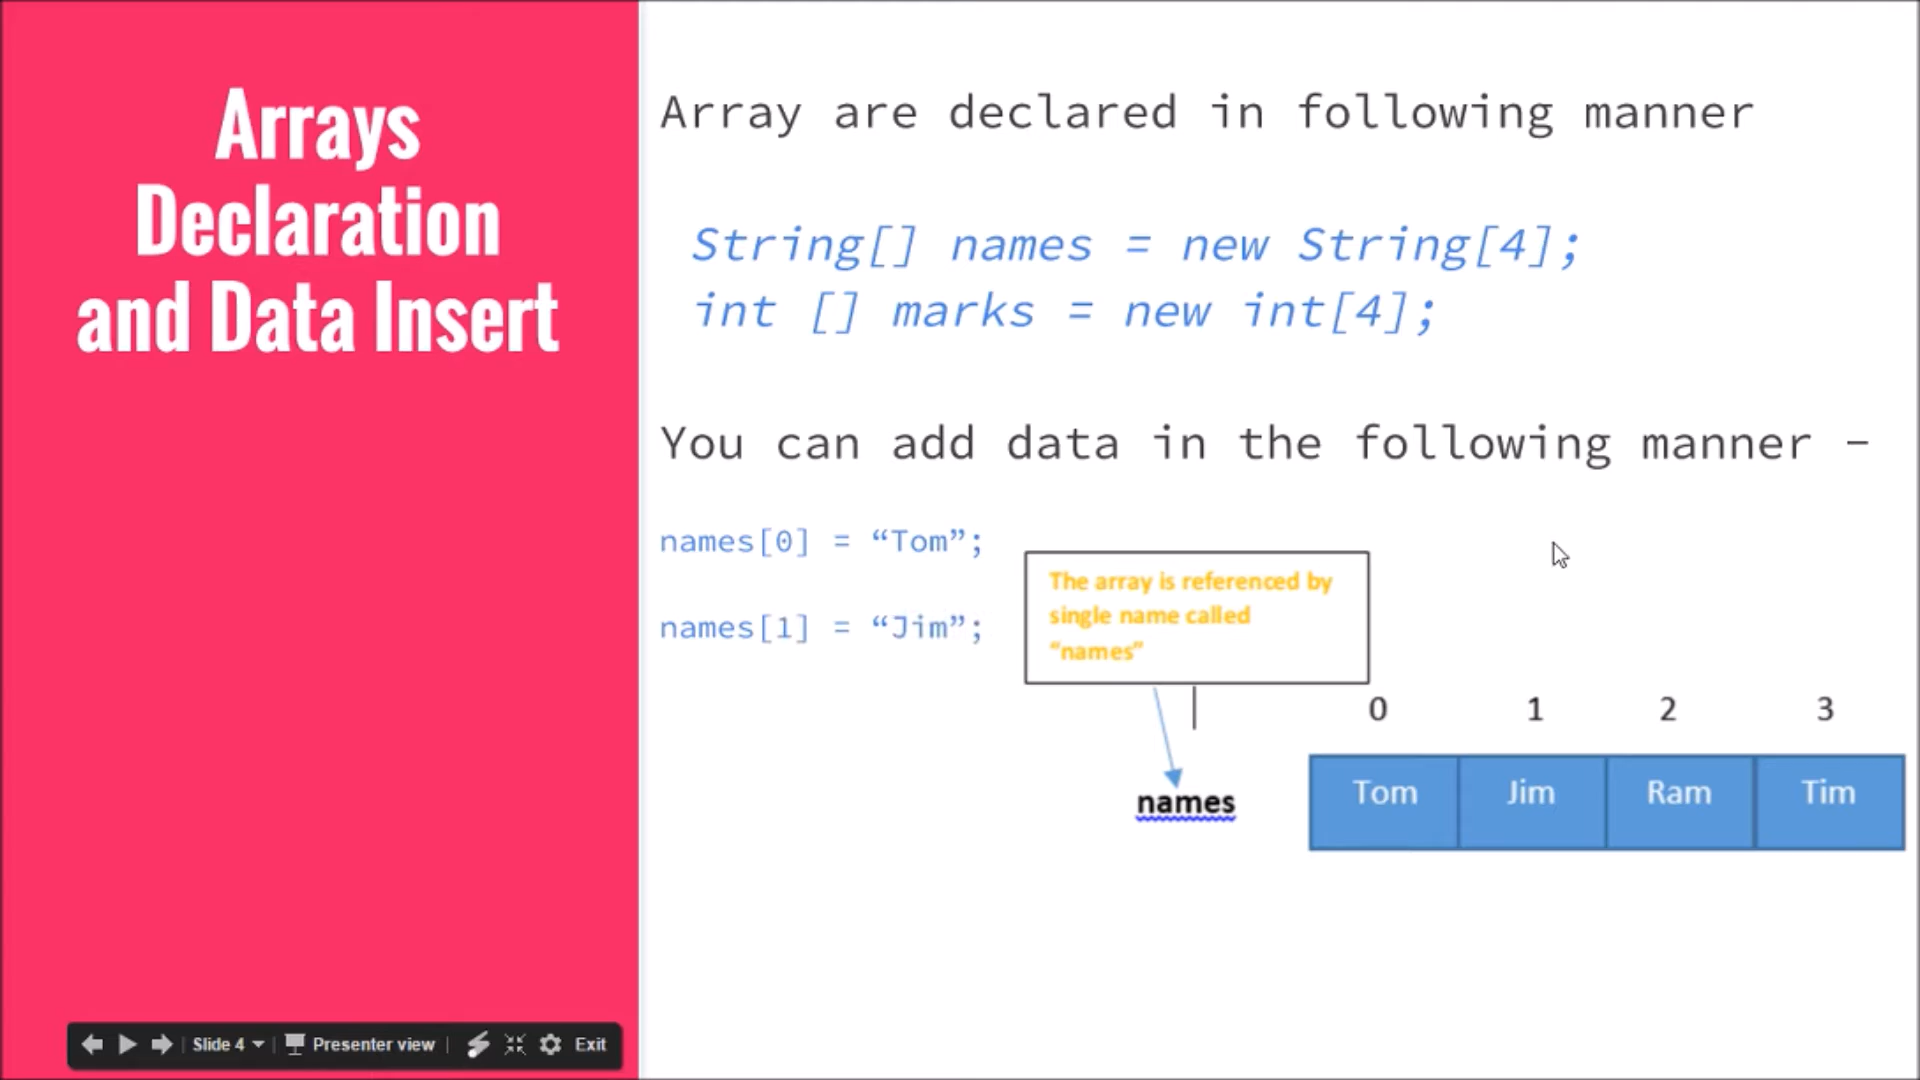 Arrays
Declaration
and Data Insert
Array are declared in following manner
String[] names = new String[4];
int [] marks = new int[4];
You can add data in the following manner –
names[0] = “Tom”;
names[1] = “Jim”;
The array is referenced by
single name called
“names”
0 1 2 3
names
Tom Jim Ram Tim
Slide 4 Presenter view Exit